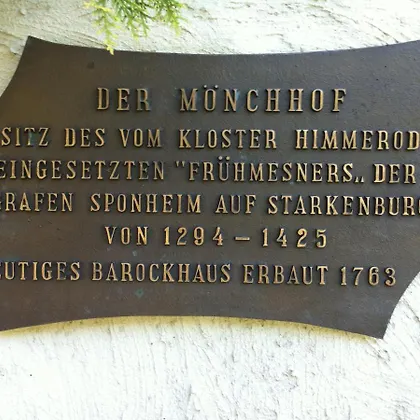 DER MÖNCHHOF
SITZ DES VOM KLOSTER HIMMEROD
EINGESETZTEN "FRÜHMESNERS„ DER
GRAFEN SPONHEIM AUF STARKENBURG
VON 1294 – 1425
EUTIGES BAROCKHAUS ERBAUT 1763